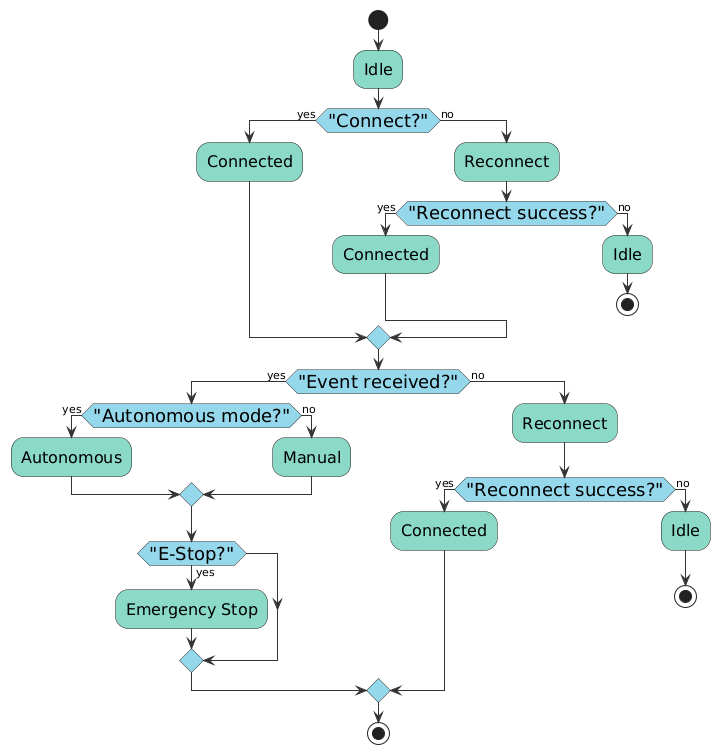 Idle
yes
"Connect?"
no
Connected
Reconnect
yes
"Reconnect success?"
no
Connected
Idle
yes
"Event received?"
no
yes
"Autonomous mode?"
no
Reconnect
Autonomous
Manual
yes
"Reconnect success?"
no
Connected
Idle
"E-Stop?"
yes
Emergency Stop